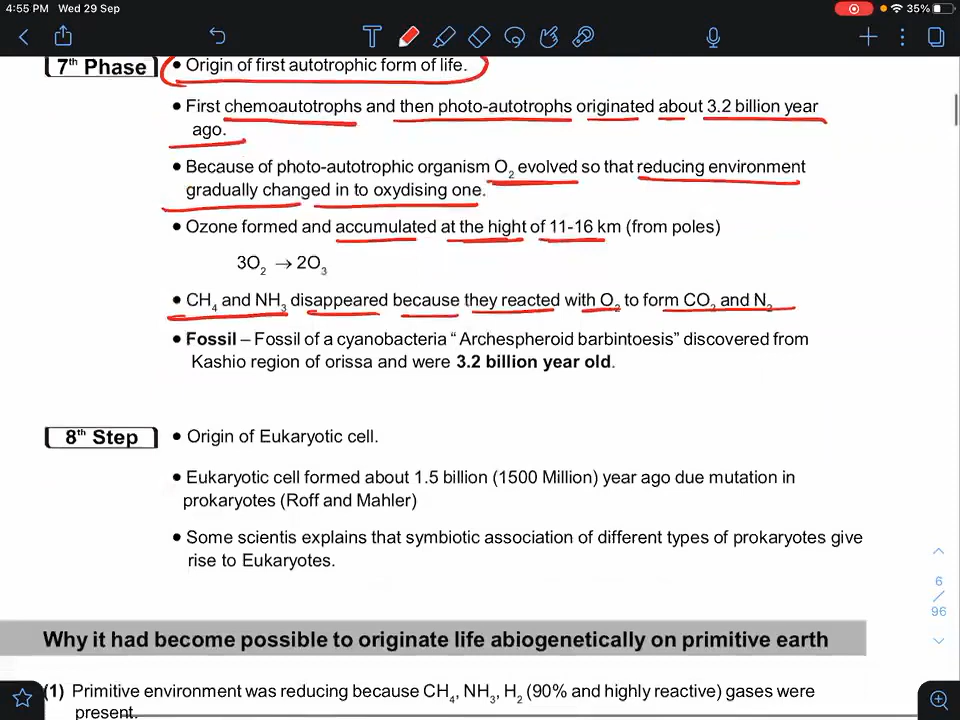 4:55 PM Wed 29 Sep
35%
T
7th Phase
• Origin of first autotrophic form of life.
• First chemoautotrophs and then photo-autotrophs originated about 3.2 billion year
ago.
• Because of photo-autotrophic organism O2 evolved so that reducing environment
gradually changed in to oxydising one.
• Ozone formed and accumulated at the hight of 11-16 km (from poles)
3O2 → 2O3
• CH4 and NH3 disappeared because they reacted with O2 to form CO2 and N2
• Fossil – Fossil of a cyanobacteria “ Archespheroid barbintoesis” discovered from
Kashio region of orissa and were 3.2 billion year old.
8th Step
• Origin of Eukaryotic cell.
• Eukaryotic cell formed about 1.5 billion (1500 Million) year ago due mutation in
prokaryotes (Roff and Mahler)
• Some scientis explains that symbiotic association of different types of prokaryotes give
rise to Eukaryotes.
6
/
96
Why it had become possible to originate life abiogenetically on primitive earth
(1) Primitive environment was reducing because CH4, NH3, H2 (90% and highly reactive) gases were
present.